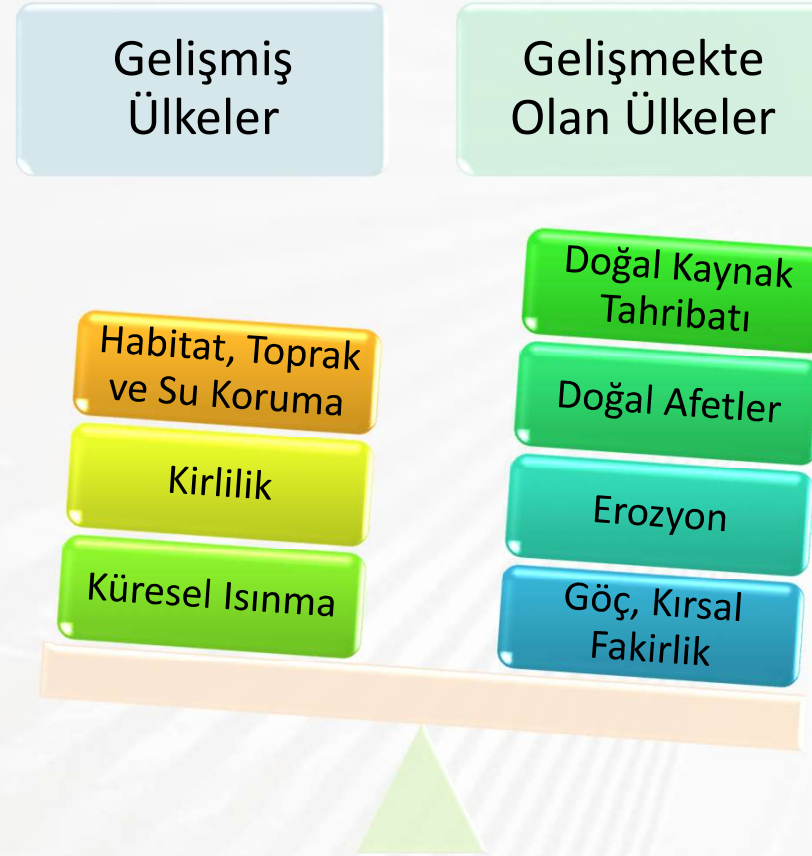 Gelişmiş
Ülkeler
Gelişmekte
Olan Ülkeler
Habitat, Toprak
ve Su Koruma
Kirlilik
Küresel Isınma
Doğal Kaynak
Tahribatı
Doğal Afetler
Erozyon
Göç, Kırsal
Fakirlik